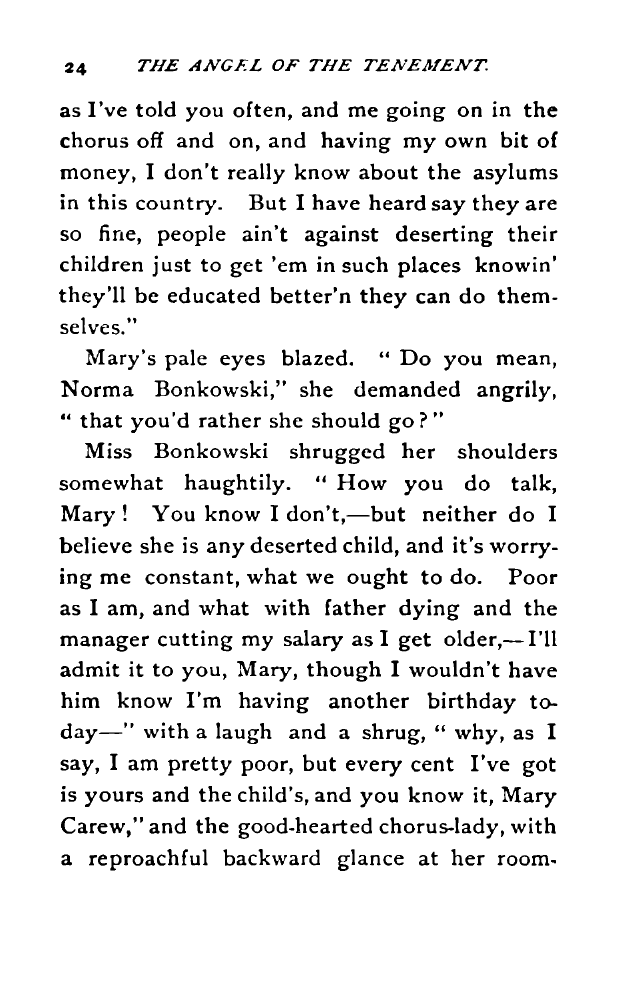 24 THE ANGEL OF THE TENEMENT.
as I've told you often, and me going on in the
chorus off and on, and having my own bit of
money, I don't really know about the asylums
in this country. But I have heard say they are
so fine, people ain't against deserting their
children just to get 'em in such places knowin'
they'll be educated better'n they can do them-
selves."
Mary's pale eyes blazed. " Do you mean,
Norma Bonkowski," she demanded angrily,
" that you'd rather she should go ? "
Miss Bonkowski shrugged her shoulders
somewhat haughtily. " How you do talk,
Mary ! You know I don't,—but neither do I
believe she is any deserted child, and it's worry-
ing me constant, what we ought to do. Poor
as I am, and what with father dying and the
manager cutting my salary as I get older,—I'll
admit it to you, Mary, though I wouldn't have
him know I'm having another birthday to-
day—" with a laugh and a shrug, " why, as I
say, I am pretty poor, but every cent I've got
is yours and the child's, and you know it, Mary
Carew," and the good-hearted chorus-lady, with
a reproachful backward glance at her room-